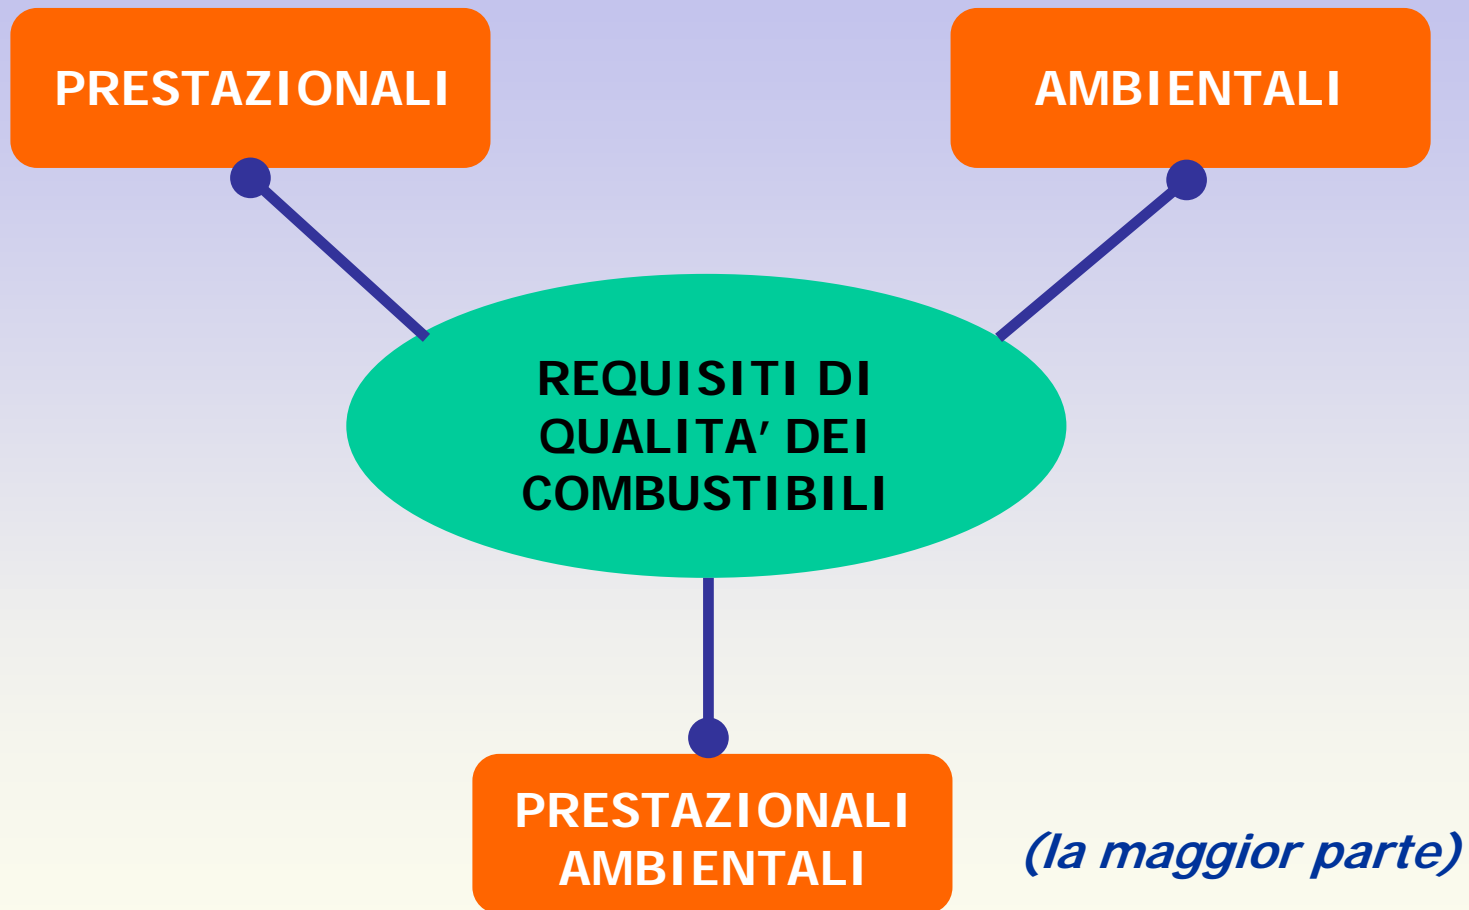 PRESTAZIONALI
AMBIENTALI
REQUISITI DI
QUALITA’ DEI
COMBUSTIBILI
PRESTAZIONALI
AMBIENTALI
(la maggior parte)